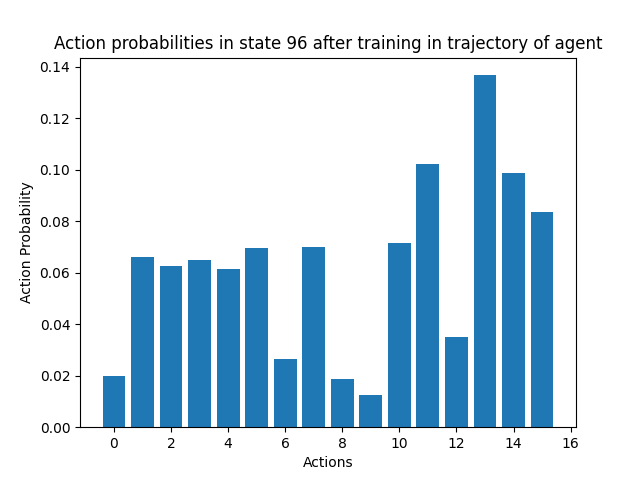 Action probabilities in state 96 after training in trajectory of agent
0.14
0.12
0.10
0.08
0.06
0.04
0.02
0.00
Action Probability
0 2 4 6 8 10 12 14 16
Actions